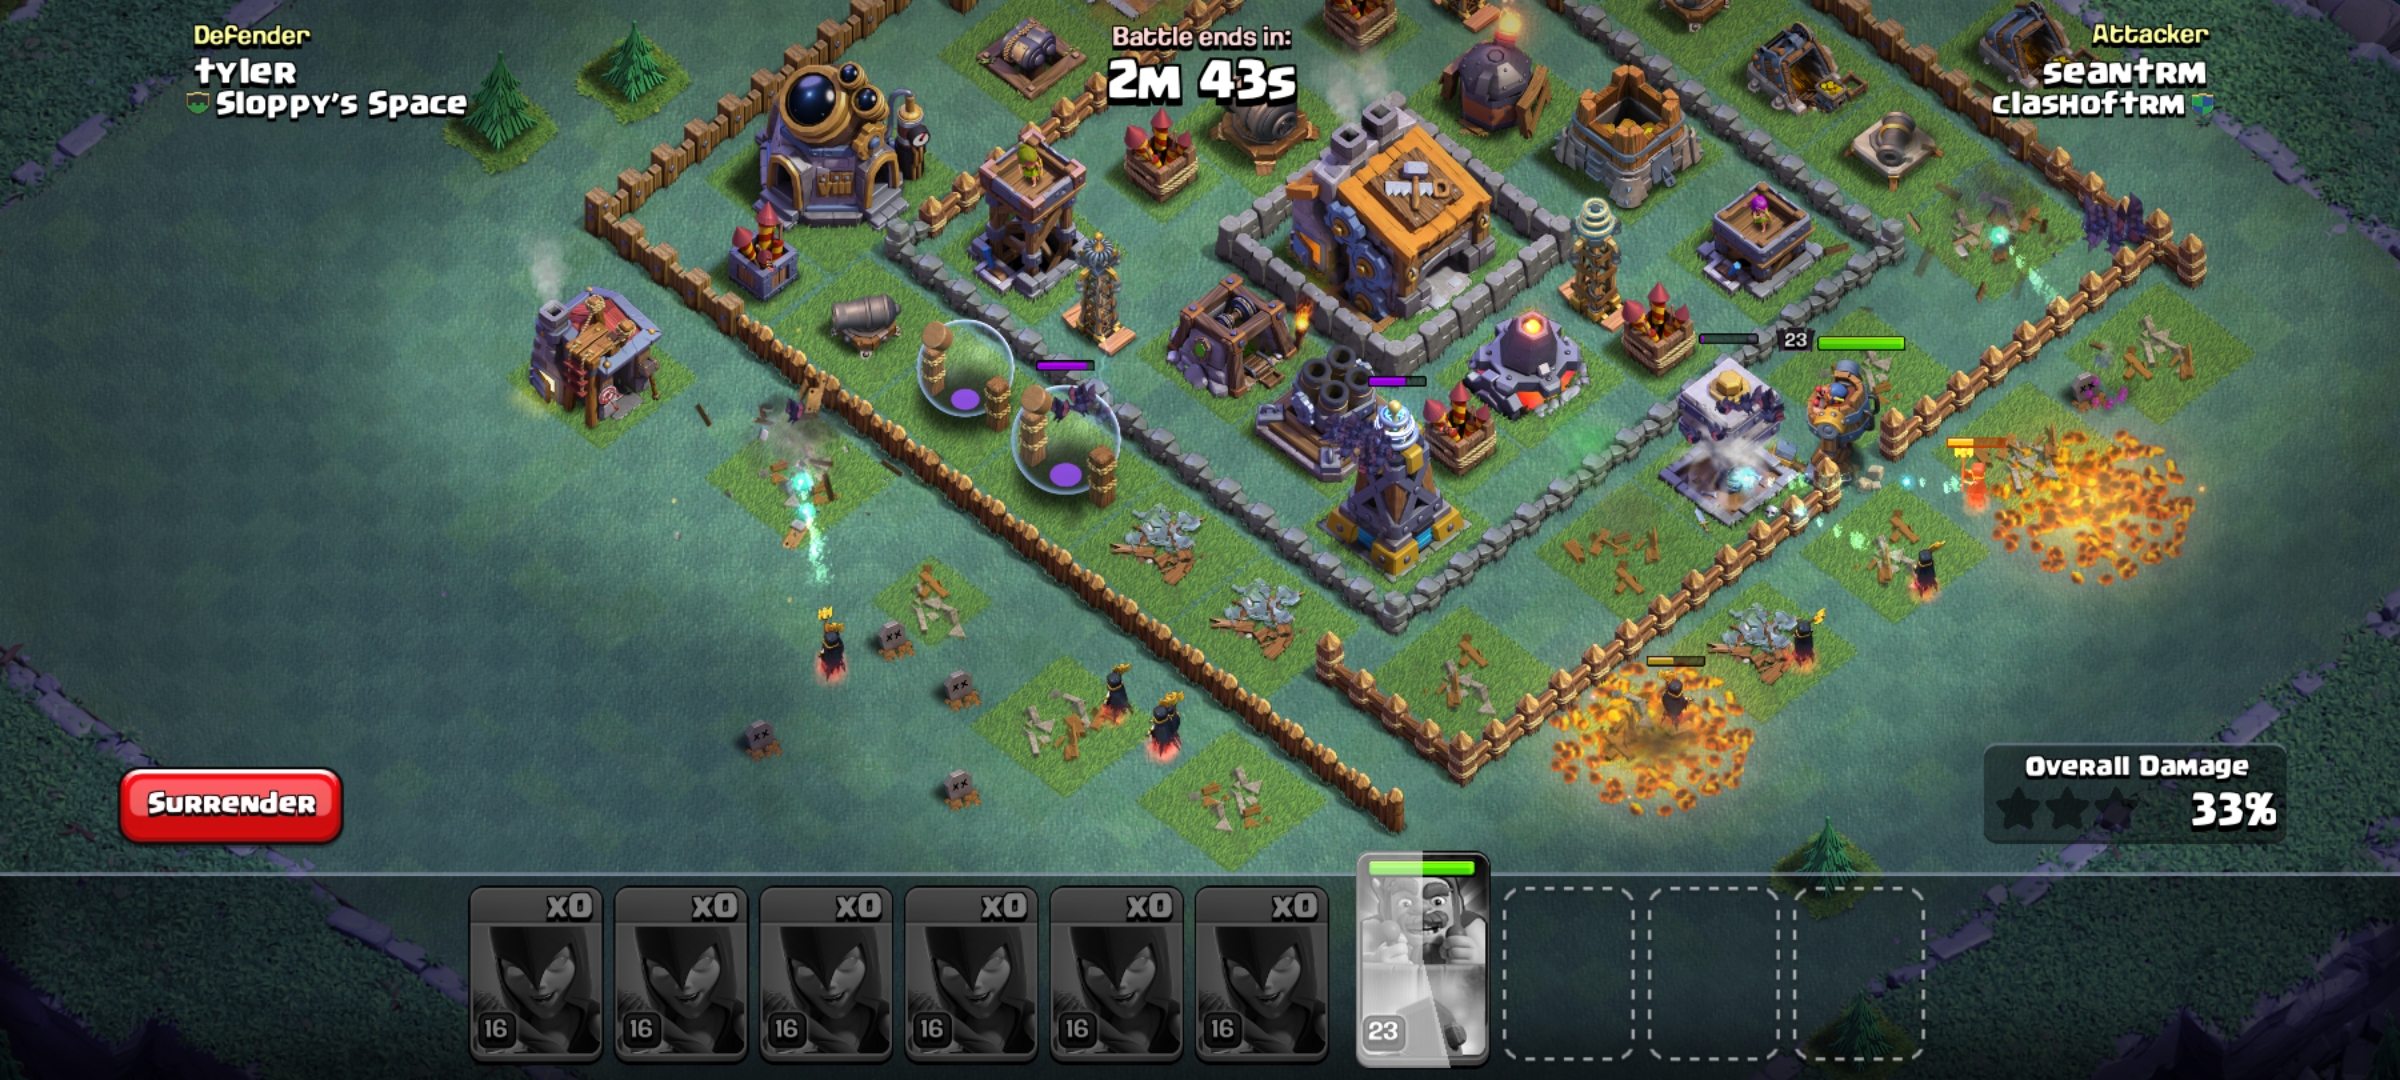 Defender
tyler
Sloppy's Space
Battle ends in:
2m 43s
Attacker
seantrm
clashoftrm
23
Surrender
Overall Damage
33%
x0
x0
x0
x0
x0
x0
16
16
16
16
16
16
23